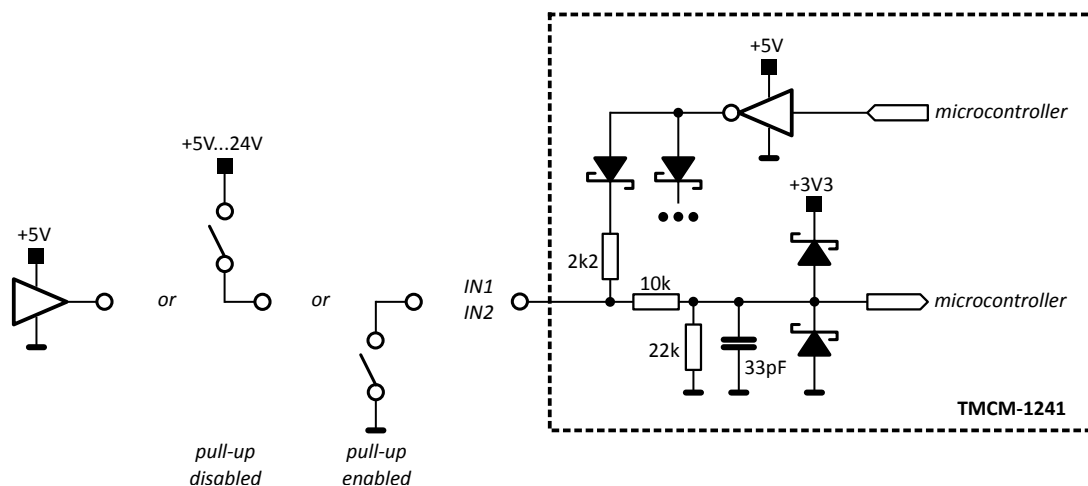 +5V
microcontroller
+5V...24V
+3V3
+5V
2k2
10k
or
or
IN1
IN2
microcontroller
22k
33pF
TMCM-1241
pull-up
disabled
pull-up
enabled